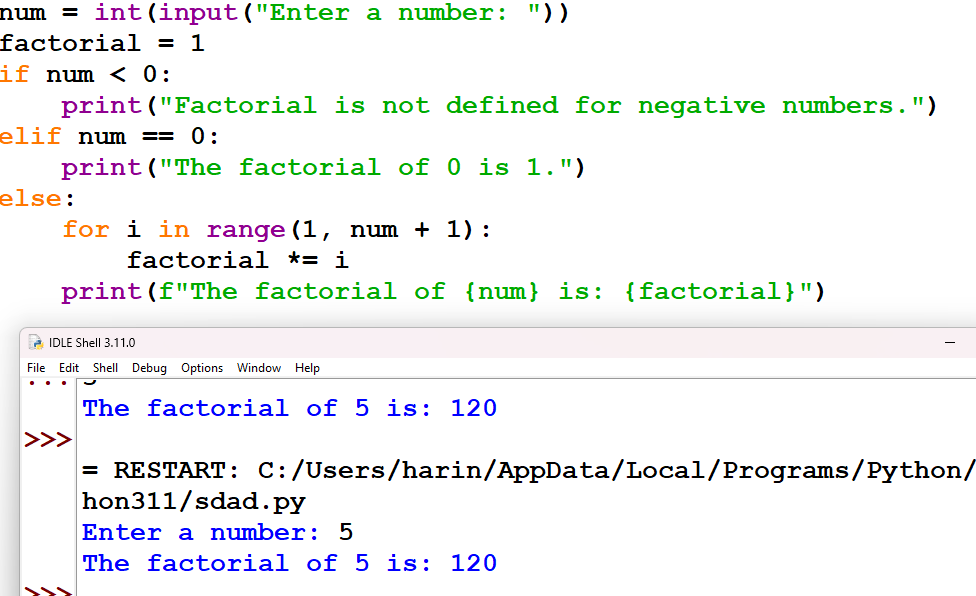 num = int(input("Enter a number: "))
factorial = 1
if num < 0:
    print("Factorial is not defined for negative numbers.")
elif num == 0:
    print("The factorial of 0 is 1.")
else:
    for i in range(1, num + 1):
        factorial *= i
    print(f"The factorial of {num} is: {factorial}")
IDLE Shell 3.11.0
File Edit Shell Debug Options Window Help
...
The factorial of 5 is: 120
>>>
= RESTART: C:/Users/harin/AppData/Local/Programs/Python/
hon311/sdad.py
Enter a number: 5
The factorial of 5 is: 120
>>>